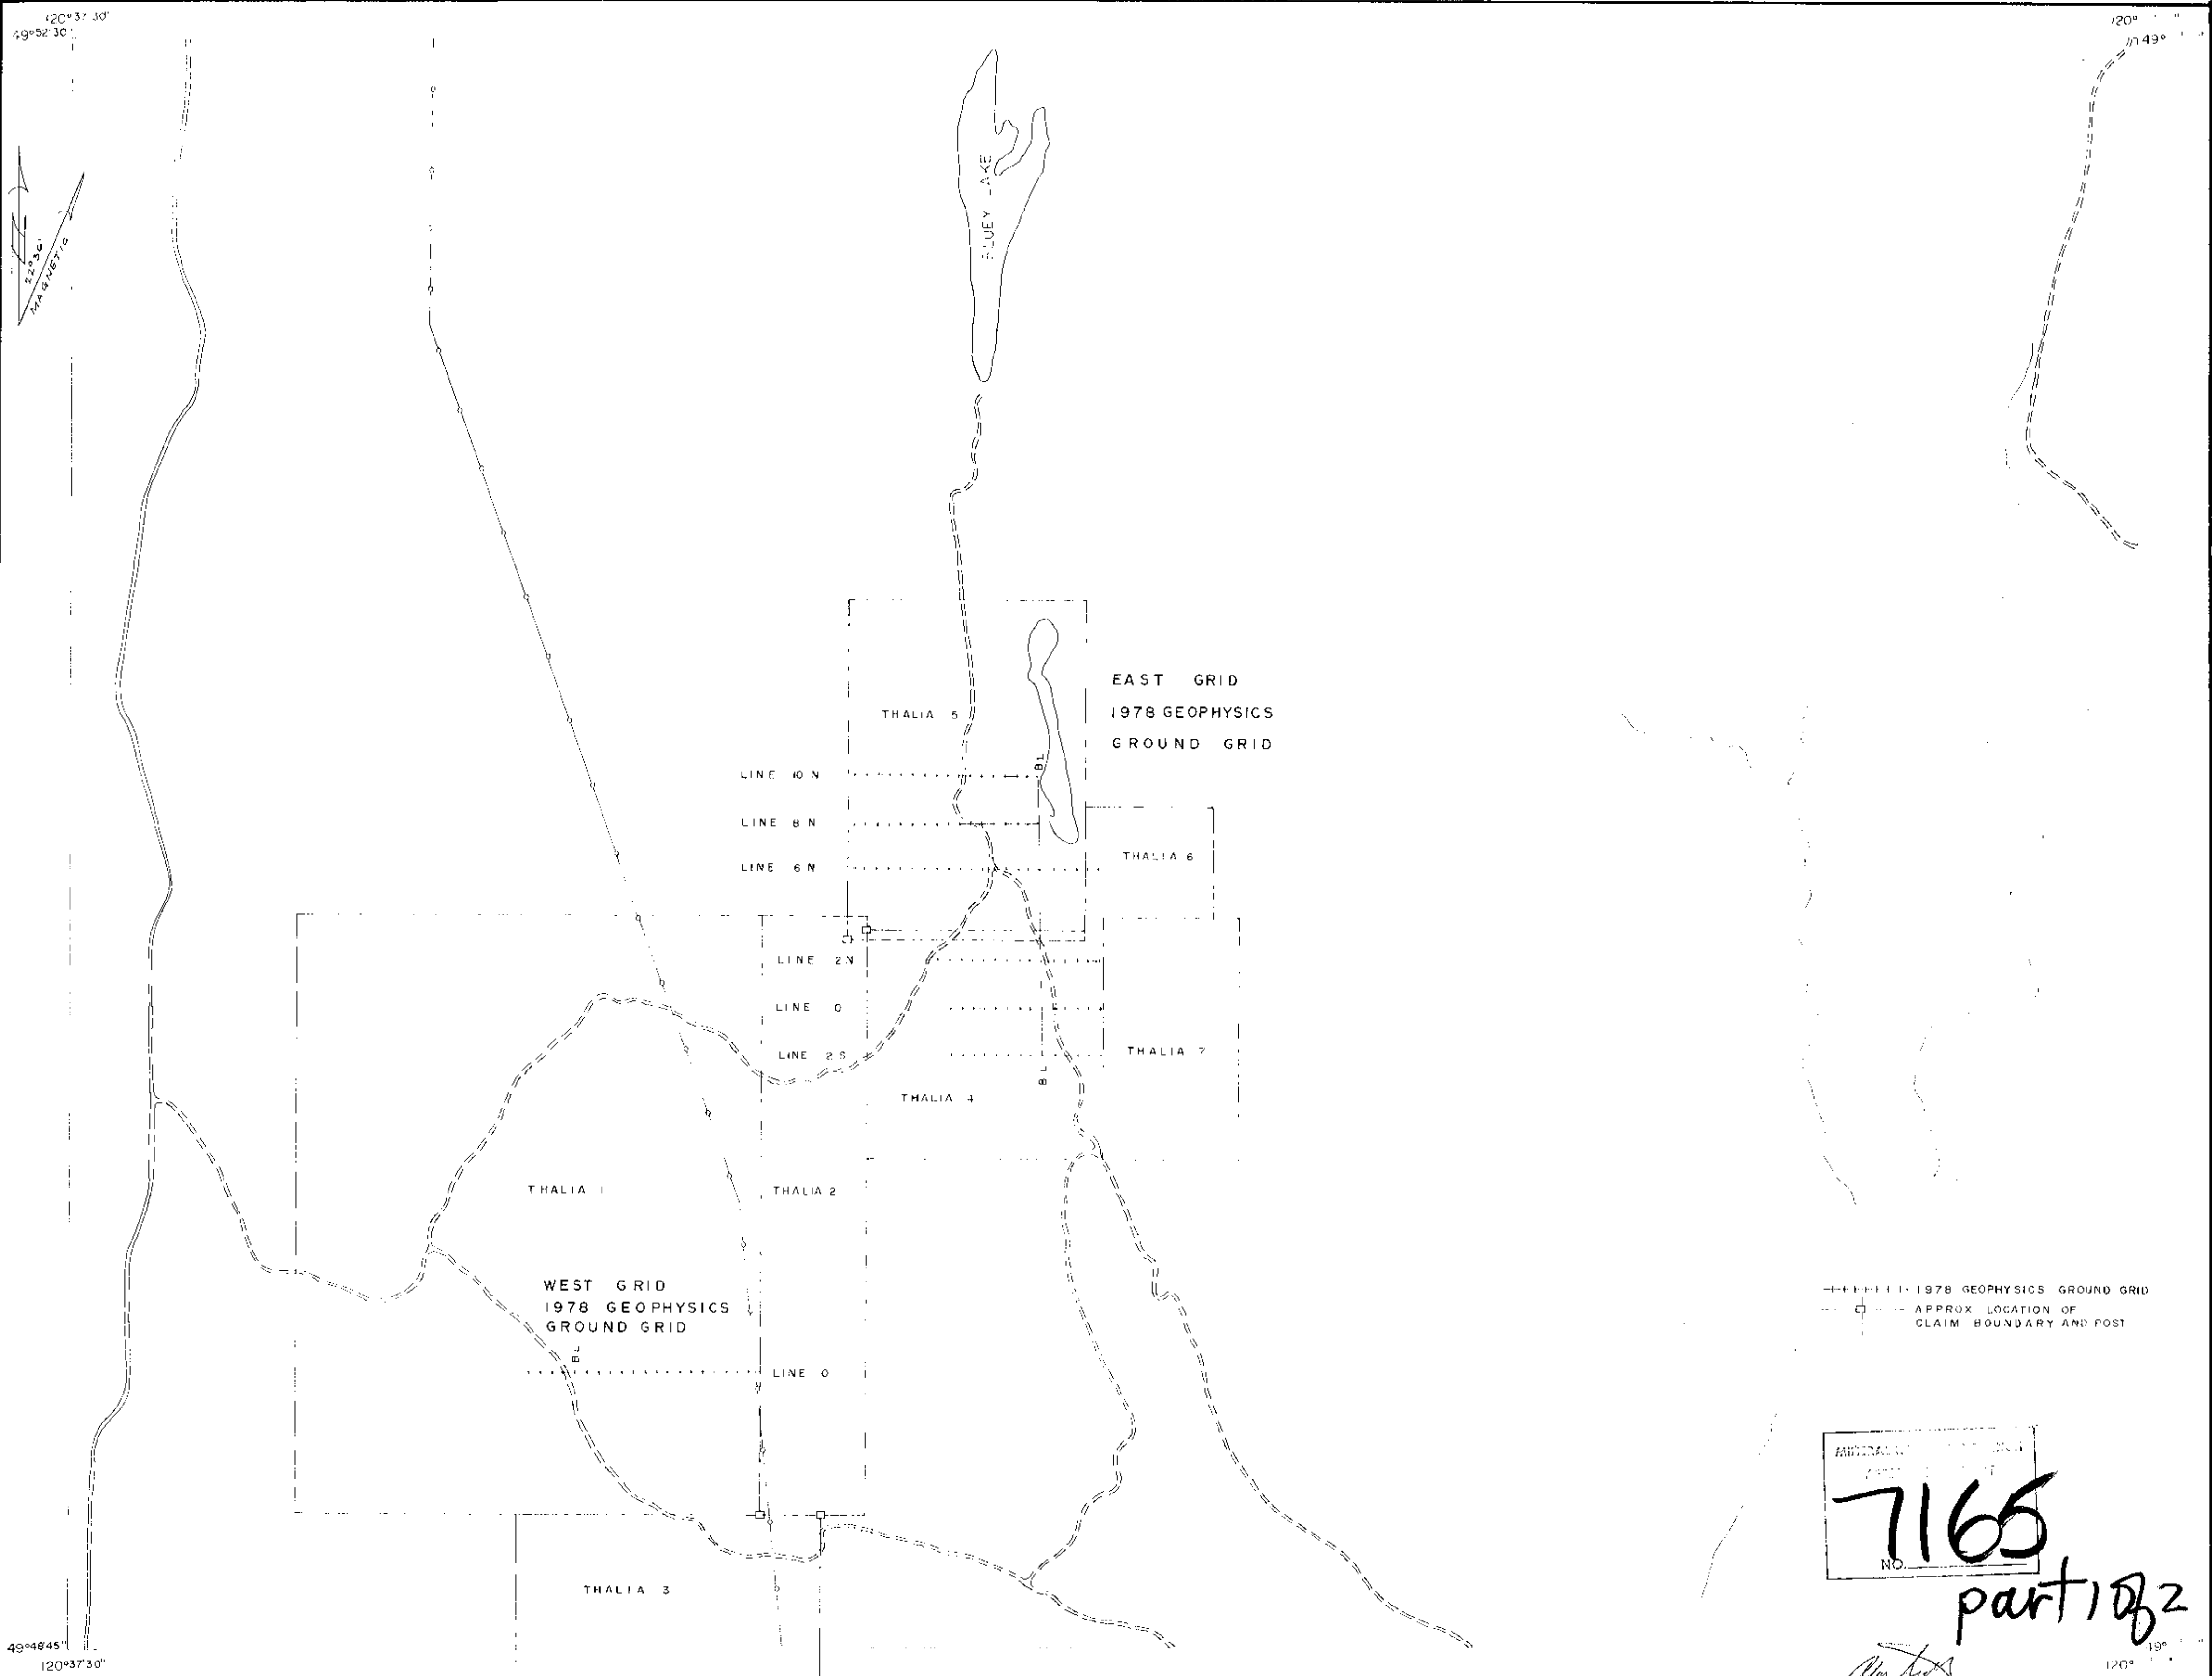 120°37'30"
49°52'30"
120°
49°
22°36'
MAGNETIC
BLUEY LAKE
EAST GRID
1978 GEOPHYSICS
GROUND GRID
THALIA 5
BL
LINE 10 N
LINE 8 N
LINE 6 N
THALIA 6
LINE 2N
LINE 0
LINE 2S
THALIA 7
BL
THALIA 4
THALIA 1
THALIA 2
WEST GRID
1978 GEOPHYSICS
GROUND GRID
BL
LINE 0
1978 GEOPHYSICS GROUND GRID
APPROX LOCATION OF
CLAIM BOUNDARY AND POST
7165
NO.
part 1 of 2
THALIA 3
49°48'45"
120°37'30"
49°
120°